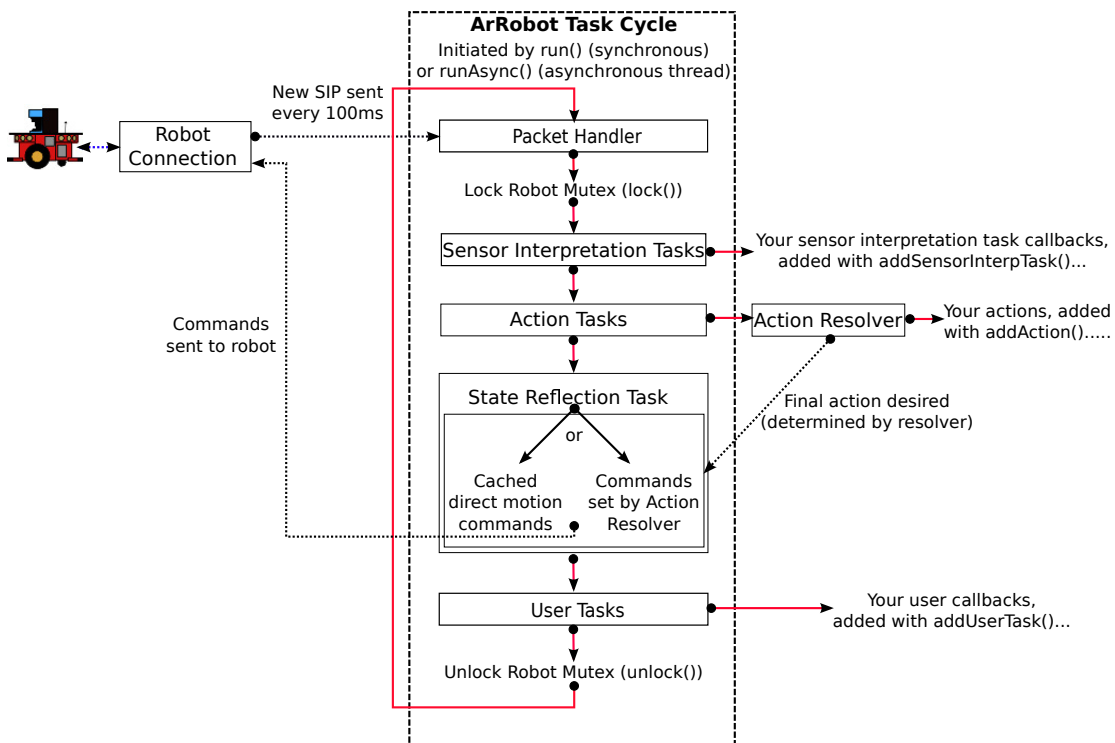 ArRobot Task Cycle
Initiated by run() (synchronous)
or runAsync() (asynchronous thread)
New SIP sent
every 100ms
Robot
Connection
Packet Handler
Lock Robot Mutex (lock())
Sensor Interpretation Tasks
Your sensor interpretation task callbacks,
added with addSensorInterpTask()...
Action Tasks
Action Resolver
Your actions, added
with addAction().....
Commands
sent to robot
State Reflection Task
or
Cached
direct motion
commands
Commands
set by Action
Resolver
Final action desired
(determined by resolver)
User Tasks
Your user callbacks,
added with addUserTask()...
Unlock Robot Mutex (unlock())